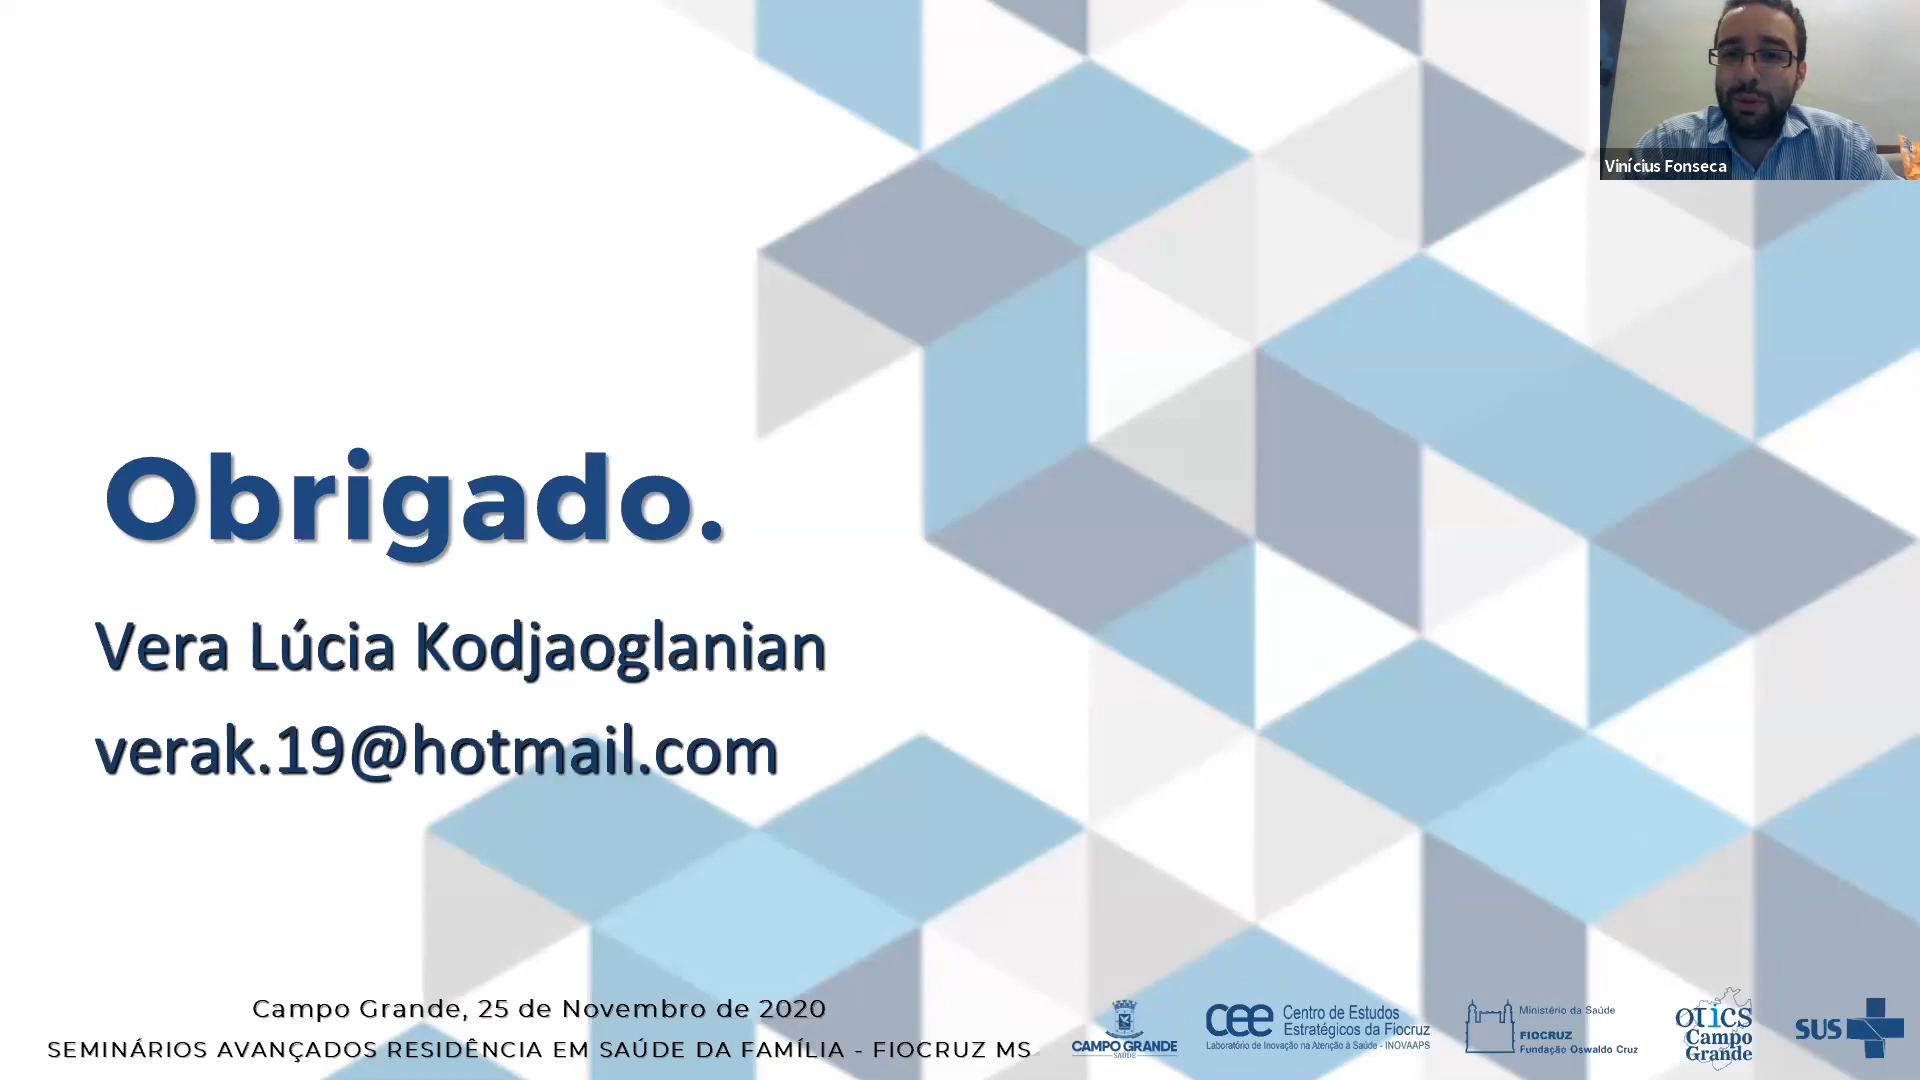 Vinícius Fonseca
Obrigado.
Vera Lúcia Kodjaoglanian
verak.19@hotmail.com
Campo Grande, 25 de Novembro de 2020
SEMINÁRIOS AVANÇADOS RESIDÊNCIA EM SAÚDE DA FAMÍLIA - FIOCRUZ MS
CAMPO GRANDE
SAÚDE
cee
Centro de Estudos
Estratégicos da Fiocruz
Laboratório de Inovação na Atenção à Saúde - INOVAAPS
Ministério da Saúde
FIOCRUZ
Fundação Oswaldo Cruz
OTICS
Campo
Grande
SUS